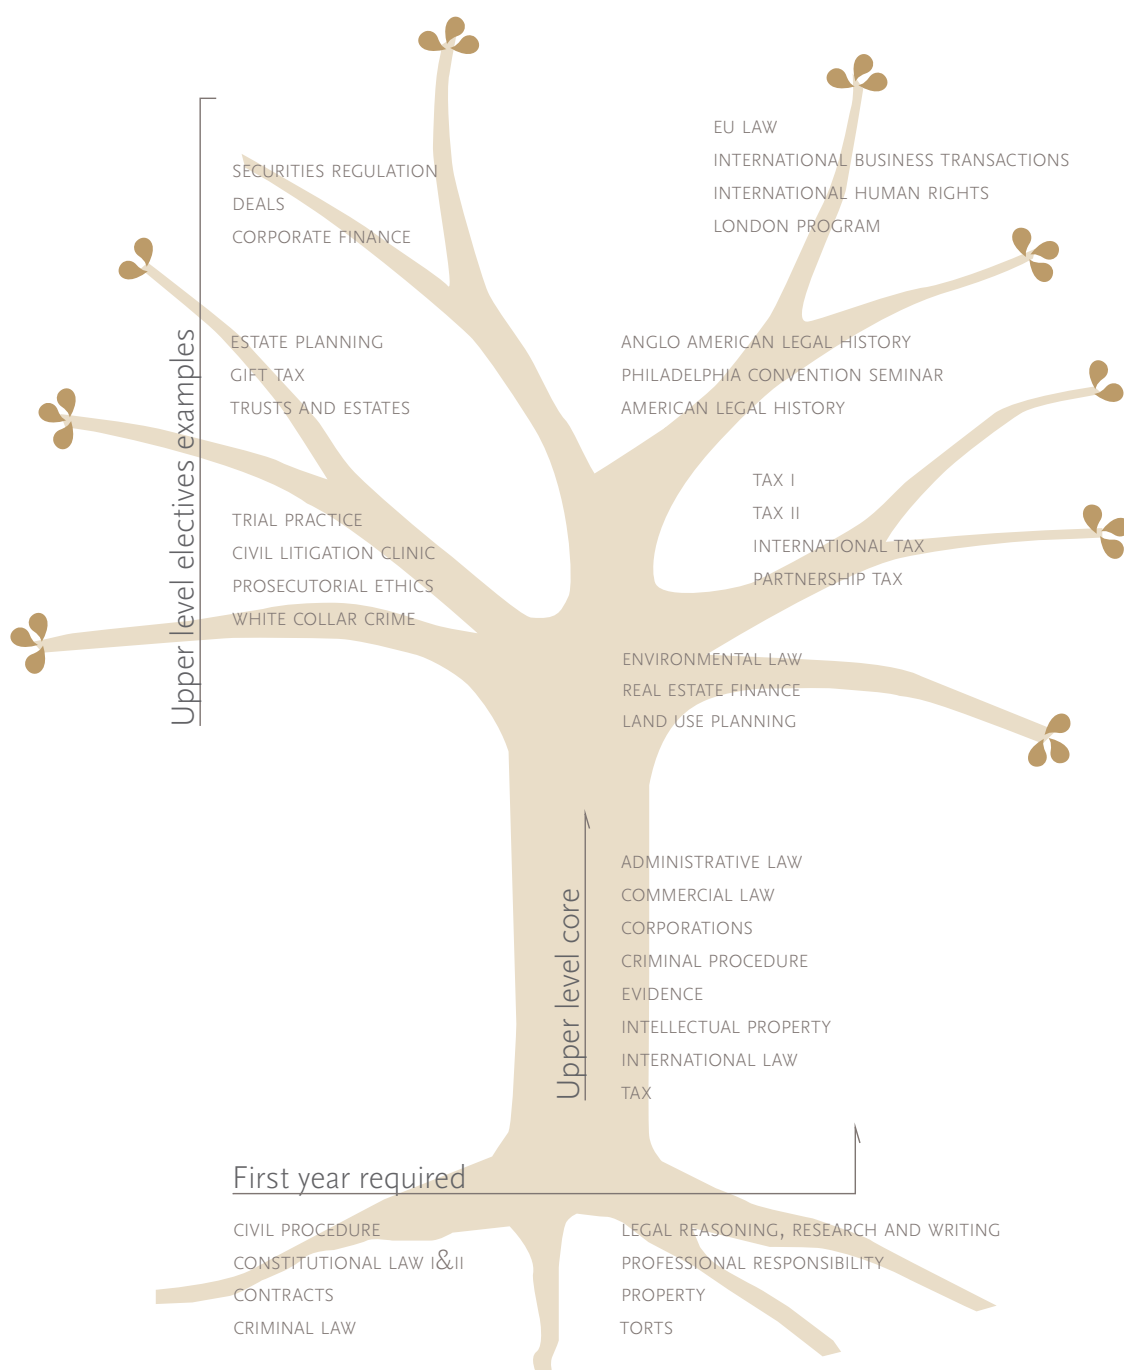 Upper level electives examples
SECURITIES REGULATION
DEALS
CORPORATE FINANCE
EU LAW
INTERNATIONAL BUSINESS TRANSACTIONS
INTERNATIONAL HUMAN RIGHTS
LONDON PROGRAM
ESTATE PLANNING
GIFT TAX
TRUSTS AND ESTATES
ANGLO AMERICAN LEGAL HISTORY
PHILADELPHIA CONVENTION SEMINAR
AMERICAN LEGAL HISTORY
TRIAL PRACTICE
CIVIL LITIGATION CLINIC
PROSECUTORIAL ETHICS
WHITE COLLAR CRIME
TAX I
TAX II
INTERNATIONAL TAX
PARTNERSHIP TAX
ENVIRONMENTAL LAW
REAL ESTATE FINANCE
LAND USE PLANNING
Upper level core
ADMINISTRATIVE LAW
COMMERCIAL LAW
CORPORATIONS
CRIMINAL PROCEDURE
EVIDENCE
INTELLECTUAL PROPERTY
INTERNATIONAL LAW
TAX
First year required
CIVIL PROCEDURE
CONSTITUTIONAL LAW I&II
CONTRACTS
CRIMINAL LAW
LEGAL REASONING, RESEARCH AND WRITING
PROFESSIONAL RESPONSIBILITY
PROPERTY
TORTS